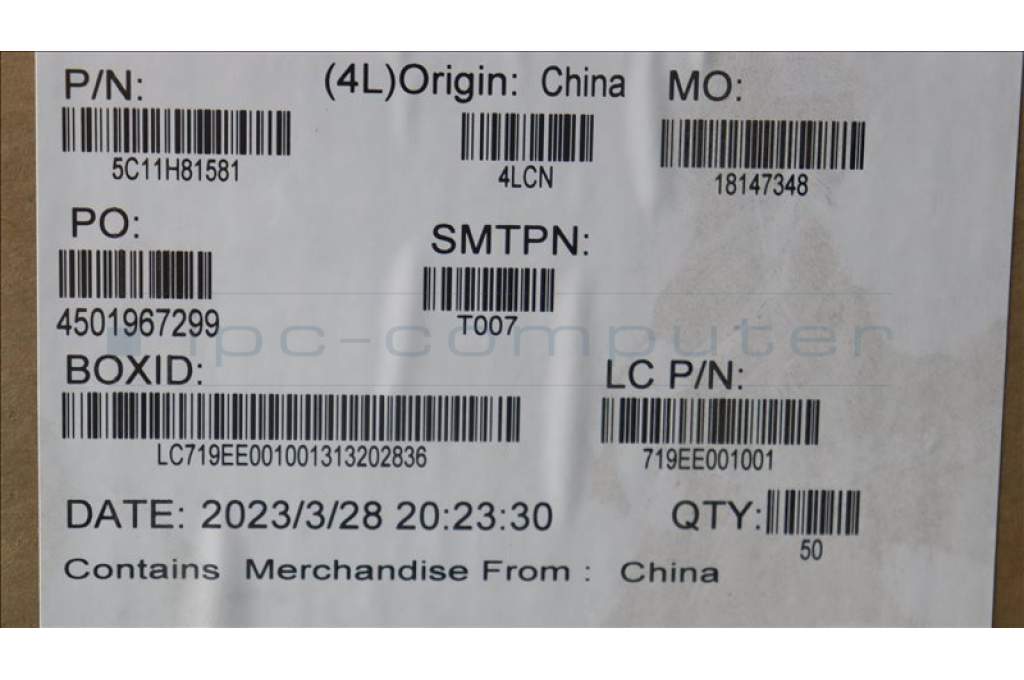 P/N: (4L)Origin: China MO:
5C11H81581 4LCN 18147348
PO: SMTPN:
4501967299 T007
ipc-computer
BOXID: LC P/N:
LC719EE001001313202836 719EE001001
DATE: 2023/3/28 20:23:30 QTY:
50
Contains Merchandise From : China